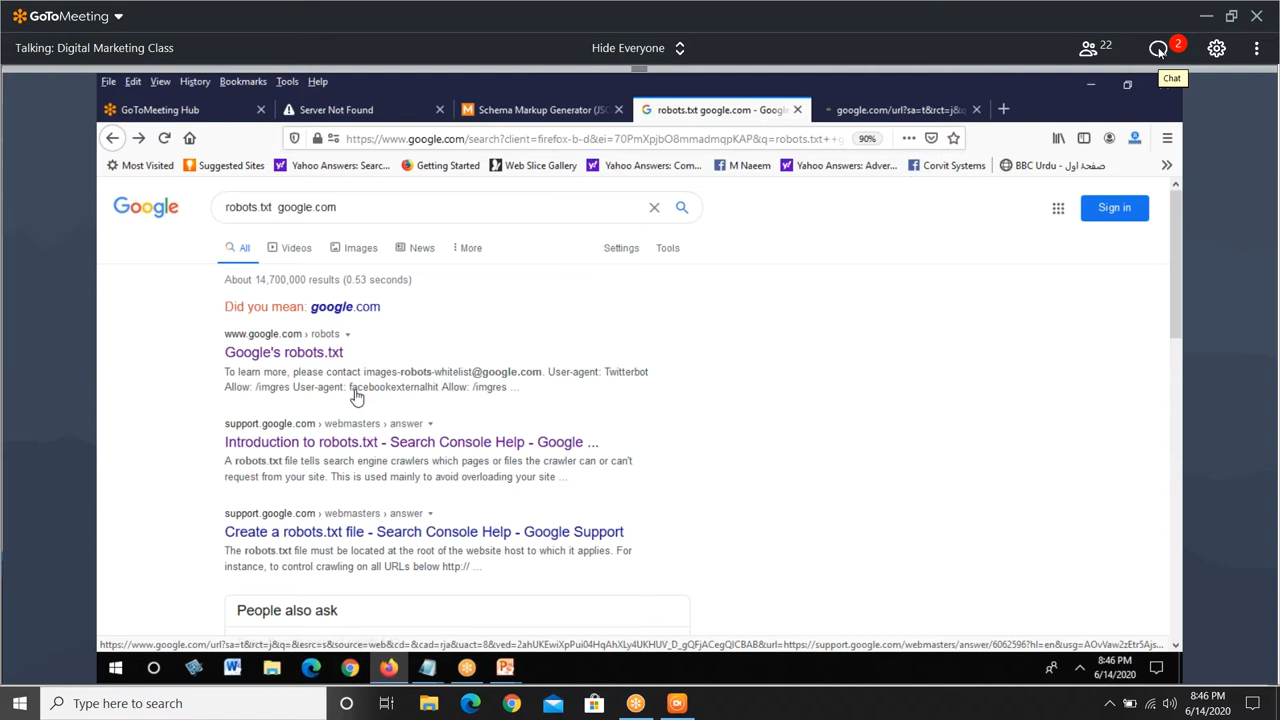 GoToMeeting
Talking: Digital Marketing Class
Hide Everyone
22
2
Chat
File Edit View History Bookmarks Tools Help
GoToMeeting Hub
Server Not Found
Schema Markup Generator (JSO
robots.txt google.com - Googl
google.com/url?sa=t&rct=j&q
https://www.google.com/search?client=firefox-b-d&ei=70PmXpjbO8mmadmqpKAP&q=robots.txt++g
90%
Most Visited
Suggested Sites
Yahoo Answers: Searc...
Getting Started
Web Slice Gallery
Yahoo Answers: Com...
M Naeem
Yahoo Answers: Adver...
Corvit Systems
BBC Urdu - صفحۂ اول
Google
robots.txt google.com
Sign in
All Videos Images News More Settings Tools
About 14,700,000 results (0.53 seconds)
Did you mean: google.com
www.google.com › robots
Google's robots.txt
To learn more, please contact images-robots-whitelist@google.com. User-agent: Twitterbot
Allow: /imgres User-agent: facebookexternalhit Allow: /imgres ...
support.google.com › webmasters › answer
Introduction to robots.txt - Search Console Help - Google ...
A robots.txt file tells search engine crawlers which pages or files the crawler can or can't
request from your site. This is used mainly to avoid overloading your site ...
support.google.com › webmasters › answer
Create a robots.txt file - Search Console Help - Google Support
The robots.txt file must be located at the root of the website host to which it applies. For
instance, to control crawling on all URLs below http:// ...
People also ask
8:46 PM
6/14/2020
Type here to search
8:46 PM
6/14/2020